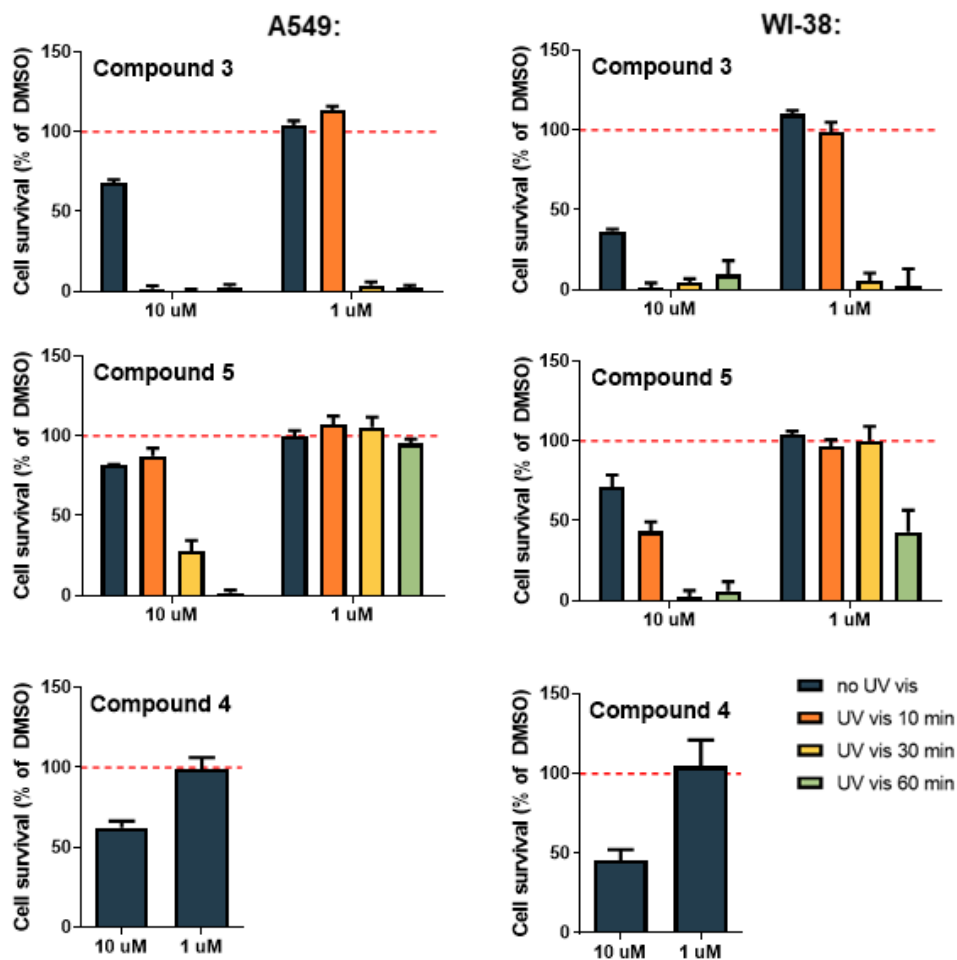 A549:
WI-38:
Cell survival (% of DMSO)
150
100
50
0
Compound 3
10 uM
1 uM
Cell survival (% of DMSO)
150
100
50
0
Compound 3
10 uM
1 uM
Cell survival (% of DMSO)
150
100
50
0
Compound 5
10 uM
1 uM
Cell survival (% of DMSO)
150
100
50
0
Compound 5
10 uM
1 uM
Cell survival (% of DMSO)
150
100
50
0
Compound 4
10 uM
1 uM
Cell survival (% of DMSO)
150
100
50
0
Compound 4
10 uM
1 uM
no UV vis
UV vis 10 min
UV vis 30 min
UV vis 60 min